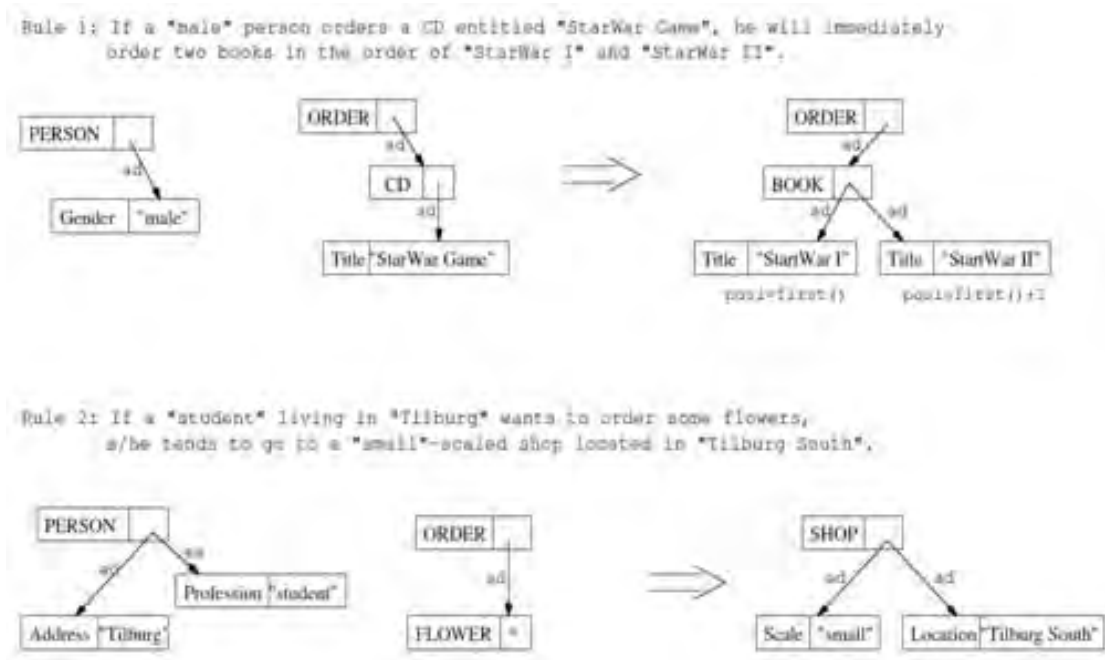 Rule 1: If a "male" person orders a CD entitled "StarWar Game", he will immediately
order two books in the order of "StarWar I" and "StarWar II".
ORDER
ORDER
PERSON
ad
ad
ad
CD
BOOK
Gender "male"
ad
ad
ad
Title "StarWar Game"
Title "StartWar I"
Title "StartWar II"
posi=first()
posi=first()+1
Rule 2: If a "student" living in "Tilburg" wants to order some flowers,
s/he tends to go to a "small"-scaled shop located in "Tilburg South".
PERSON
ORDER
SHOP
ad
ad
ad
ad
Profession "student"
Address "Tilburg"
FLOWER *
Scale "small"
Location "Tilburg South"